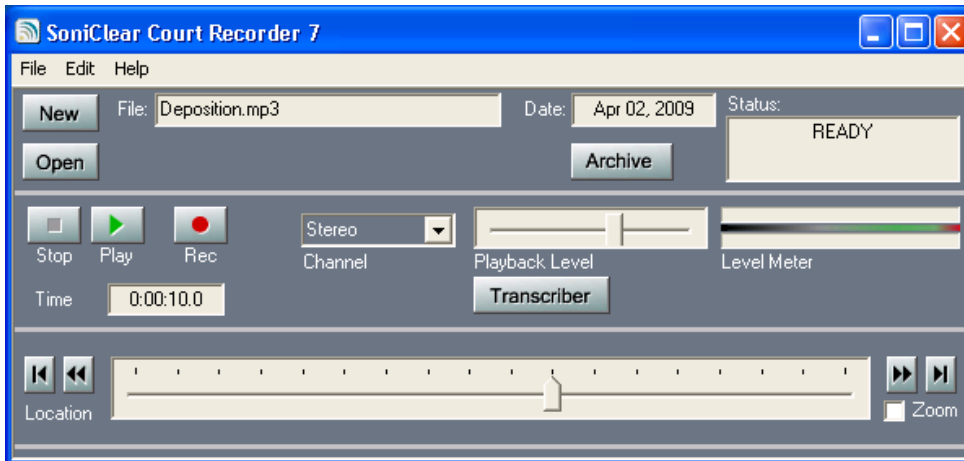 SoniClear Court Recorder 7
File Edit Help
New File: Deposition.mp3 Date: Apr 02, 2009 Status:
READY
Open Archive
Stop Play Rec Stereo
Channel Playback Level Level Meter
Time 0:00:10.0 Transcriber
Location Zoom